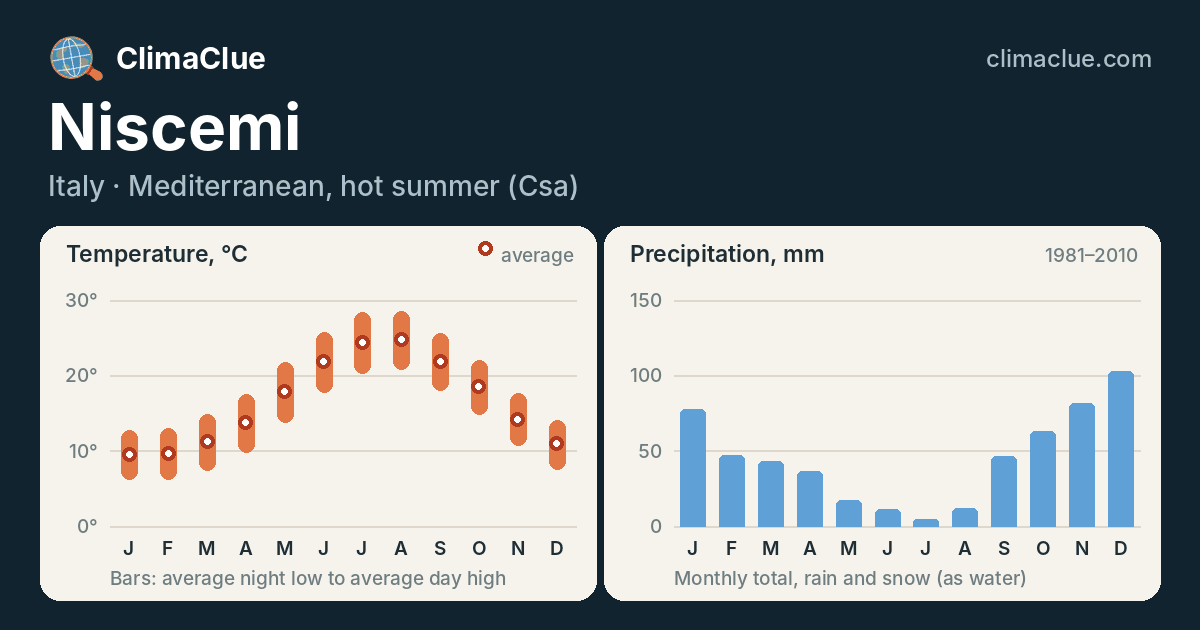 ClimaClue
climaclue.com
Niscemi
Italy · Mediterranean, hot summer (Csa)
Temperature, °C
average
30°
20°
10°
0°
J F M A M J J A S O N D
Bars: average night low to average day high
Precipitation, mm
1981–2010
150
100
50
0
J F M A M J J A S O N D
Monthly total, rain and snow (as water)